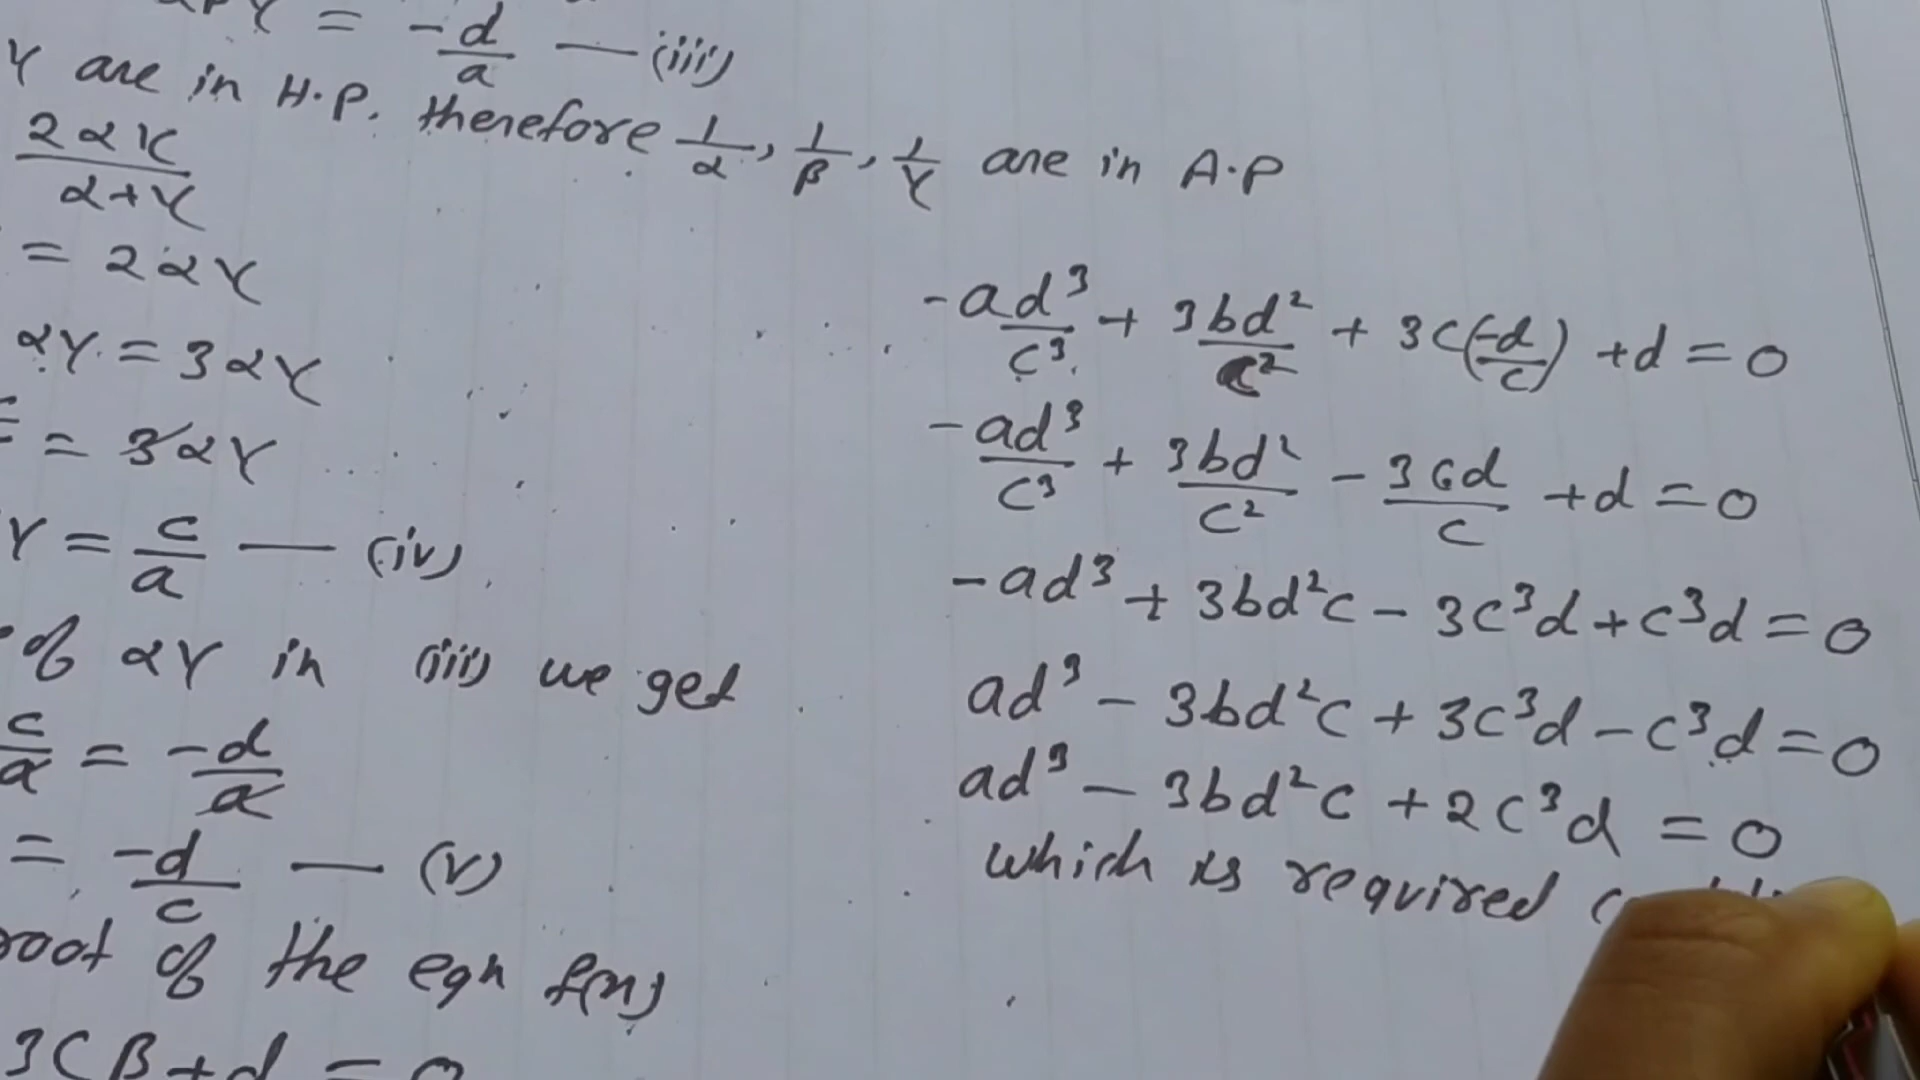 γ = -d/a — (iii)
γ are in H.P. therefore 1/α, 1/β, 1/γ are in A.P
2αγ/α+γ
= 2αγ
αγ = 3αγ
= 3αγ
γ = c/a — (iv)
of αγ in (iii) we get
c/a = -d/a
= -d/c — (v)
root of the eqn f(x)
3Cβ+d = 0
-ad³/c³ + 3bd²/c² + 3c(-d/c) +d = 0
-ad³/c³ + 3bd²/c² - 3cd/c +d = 0
-ad³ + 3bd²c - 3c³d + c³d = 0
ad³ - 3bd²c + 3c³d - c³d = 0
ad³ - 3bd²c + 2c³d = 0
which is required